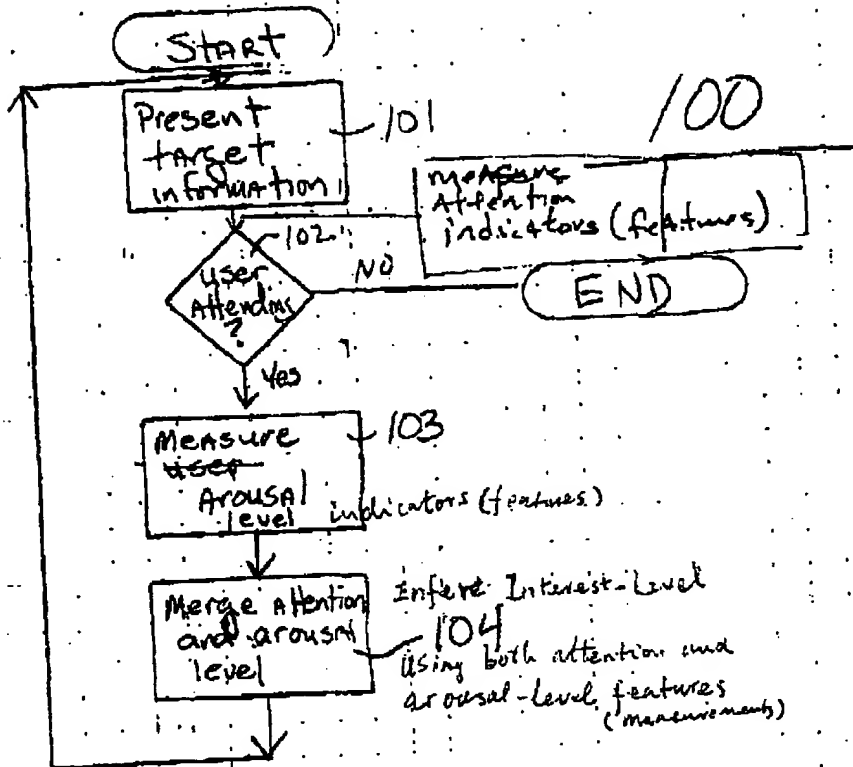 START
Present
target
information
101
100
measure
Attention
indicators (features)
102
user
Attending
?
NO
END
Yes
Measure
user
Arousal
level indicators (features)
103
Merge Attention
and arousal
level
Infere Interest-Level
104
Using both attention and
arousal-level features
(measurements)